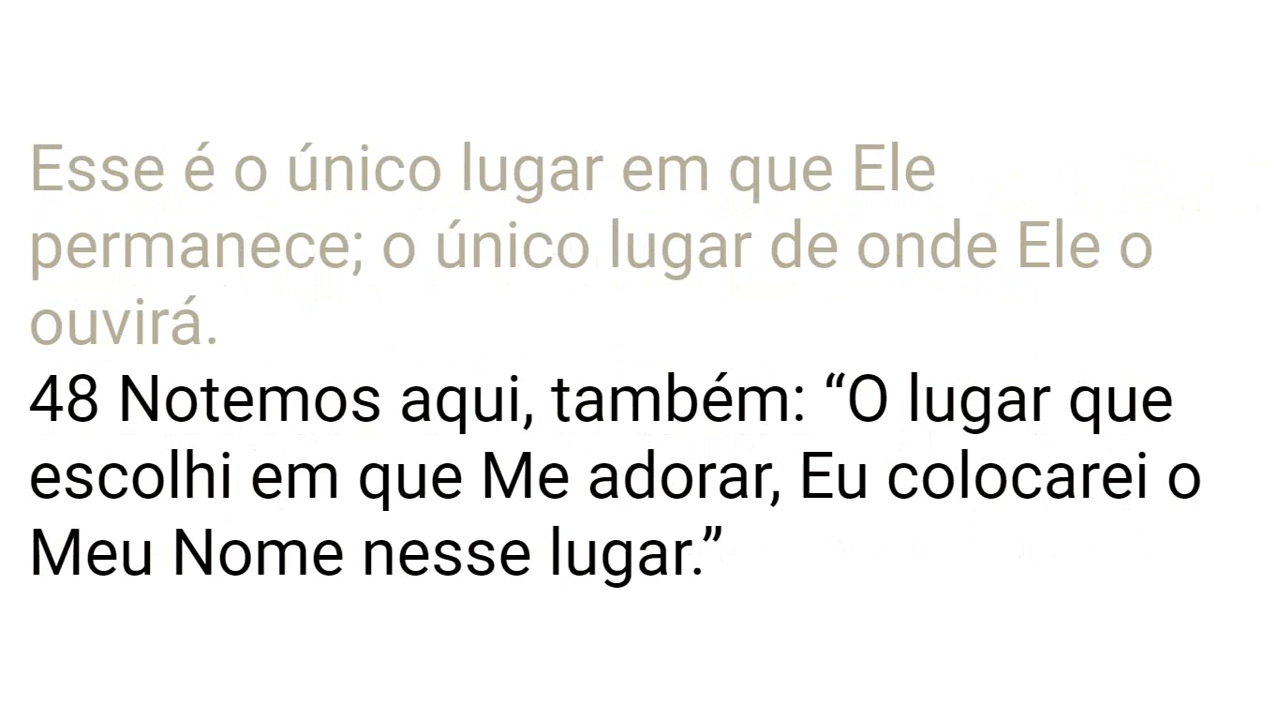 Esse é o único lugar em que Ele
permanece; o único lugar de onde Ele o
ouvirá.
48 Notemos aqui, também: “O lugar que
escolhi em que Me adorar, Eu colocarei o
Meu Nome nesse lugar.”